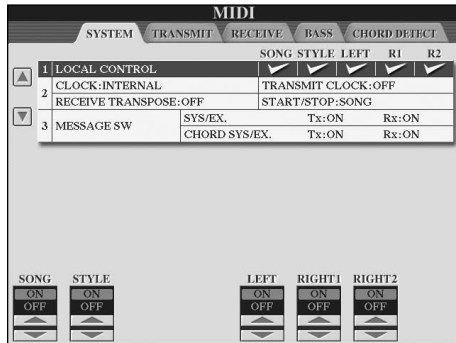 MIDI
SYSTEM TRANSMIT RECEIVE BASS CHORD DETECT
SONG STYLE LEFT R1 R2
1 LOCAL CONTROL
2 CLOCK:INTERNAL TRANSMIT CLOCK:OFF
RECEIVE TRANSPOSE:OFF START/STOP:SONG
3 MESSAGE SW SYS/EX. Tx:ON Rx:ON
CHORD SYS/EX. Tx:ON Rx:ON
SONG STYLE LEFT RIGHT1 RIGHT2
ON ON ON ON ON
OFF OFF OFF OFF OFF